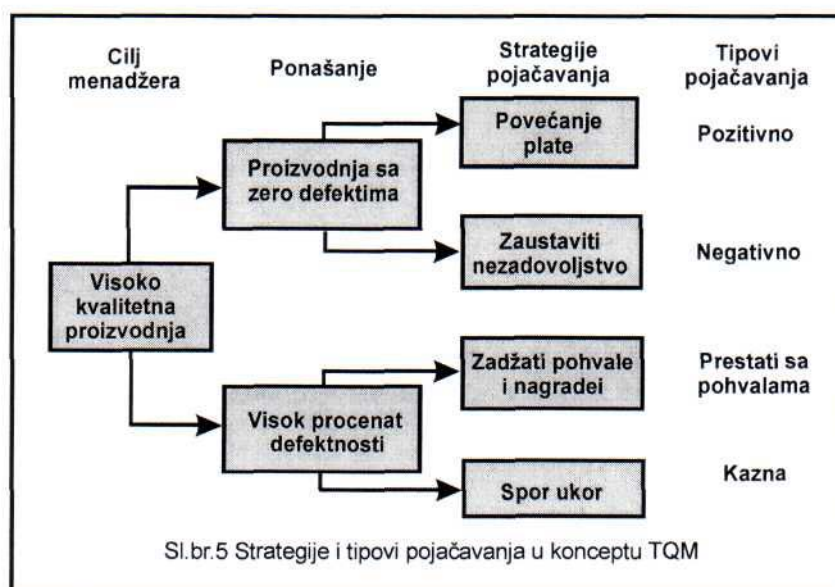 Cilj
menadžera
Ponašanje
Strategije
pojačavanja
Tipovi
pojačavanja
Visoko
kvalitetna
proizvodnja
Proizvodnja sa
zero defektima
Povećanje
plate
Pozitivno
Zaustaviti
nezadovoljstvo
Negativno
Visok procenat
defektnosti
Zadžati pohvale
i nagradei
Prestati sa
pohvalama
Spor ukor
Kazna
Sl.br.5 Strategije i tipovi pojačavanja u konceptu TQM